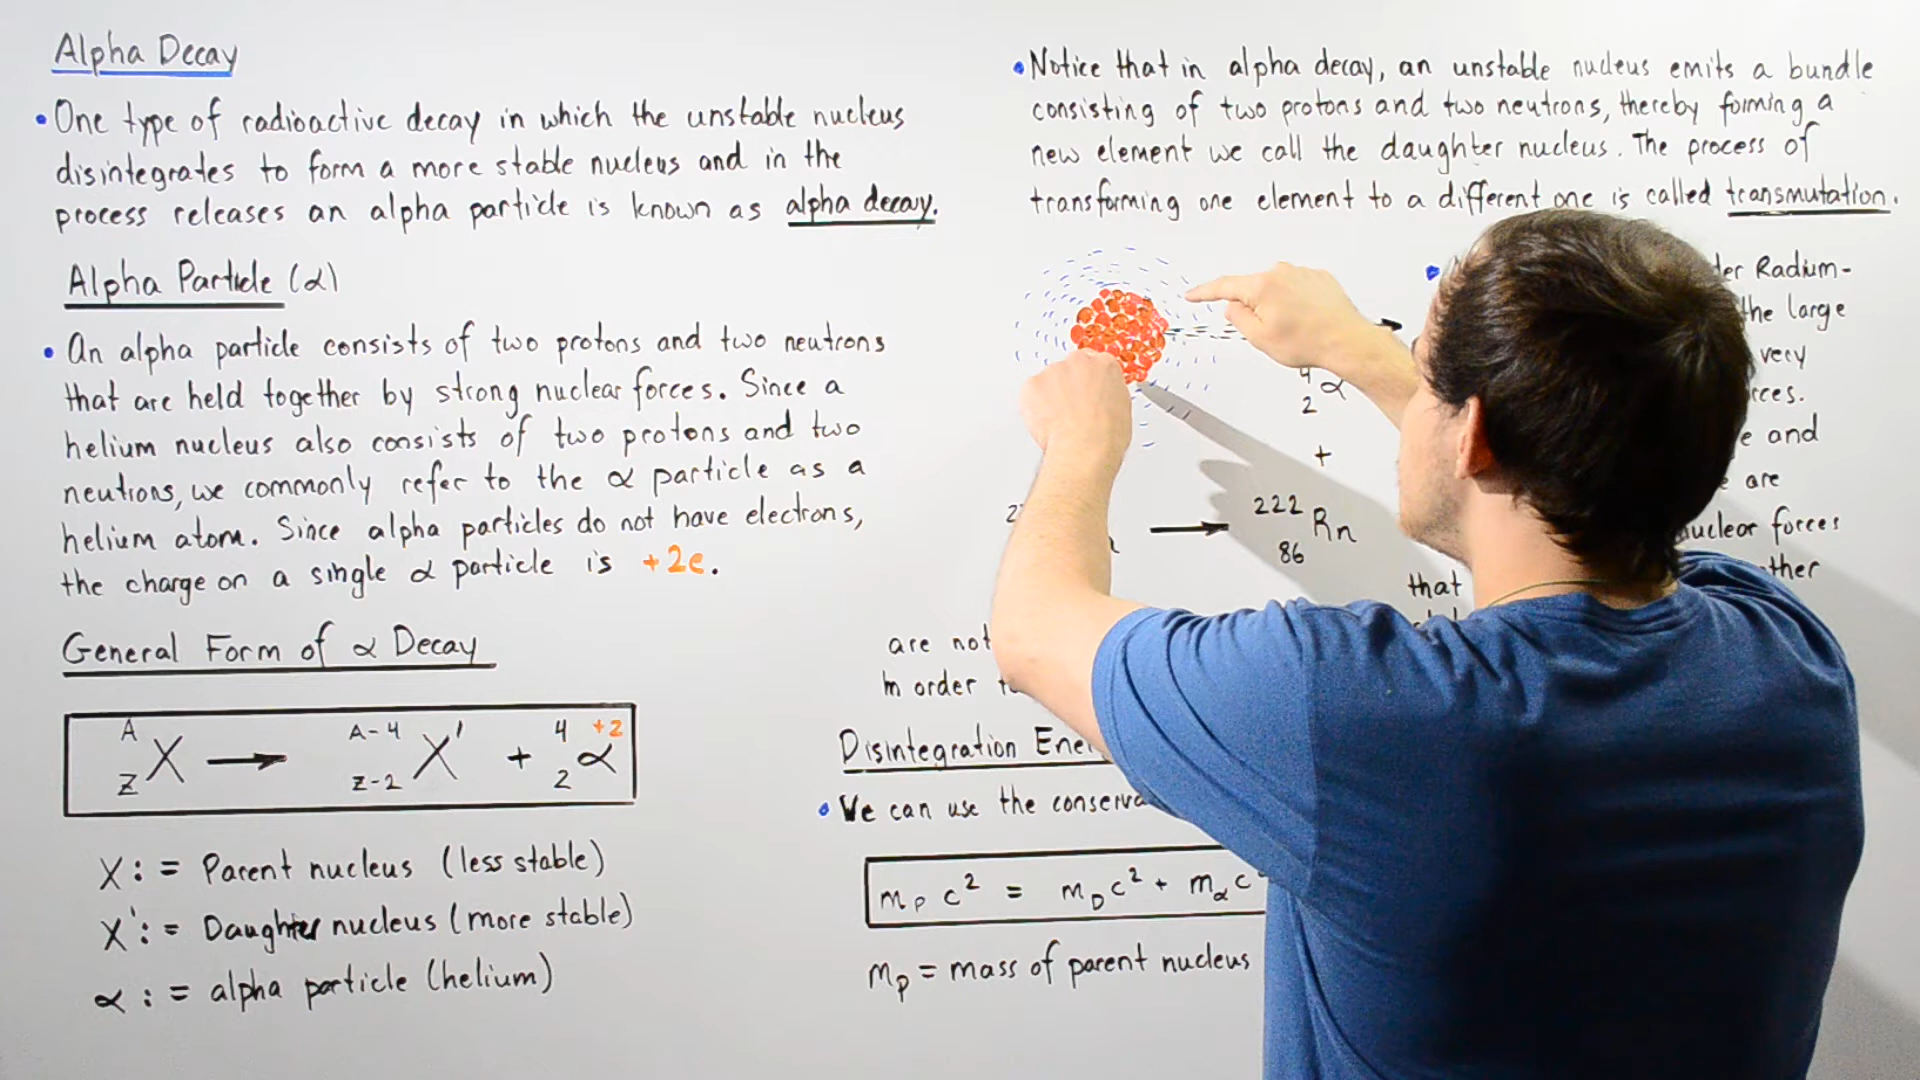 Alpha Decay
• One type of radioactive decay in which the unstable nucleus
disintegrates to form a more stable nucleus and in the
process releases an alpha particle is known as alpha decay.
Alpha Particle (α)
• An alpha particle consists of two protons and two neutrons
that are held together by strong nuclear forces. Since a
helium nucleus also consists of two protons and two
neutrons, we commonly refer to the α particle as a
helium atom. Since alpha particles do not have electrons,
the charge on a single α particle is +2e.
General Form of α Decay
A X Z → A-4 X' Z-2 + 4 α +2 2
X := Parent nucleus (less stable)
X' := Daughter nucleus (more stable)
α := alpha particle (helium)
• Notice that in alpha decay, an unstable nucleus emits a bundle
consisting of two protons and two neutrons, thereby forming a
new element we call the daughter nucleus. The process of
transforming one element to a different one is called transmutation.
4 α 2
+
→ 222 Rn 86
Radium-
the large
very
and
are
nuclear forces
that
are not
In order
Disintegration
• We can use the
m_P c² = m_D c² + m_α c
m_P = mass of parent nucleus